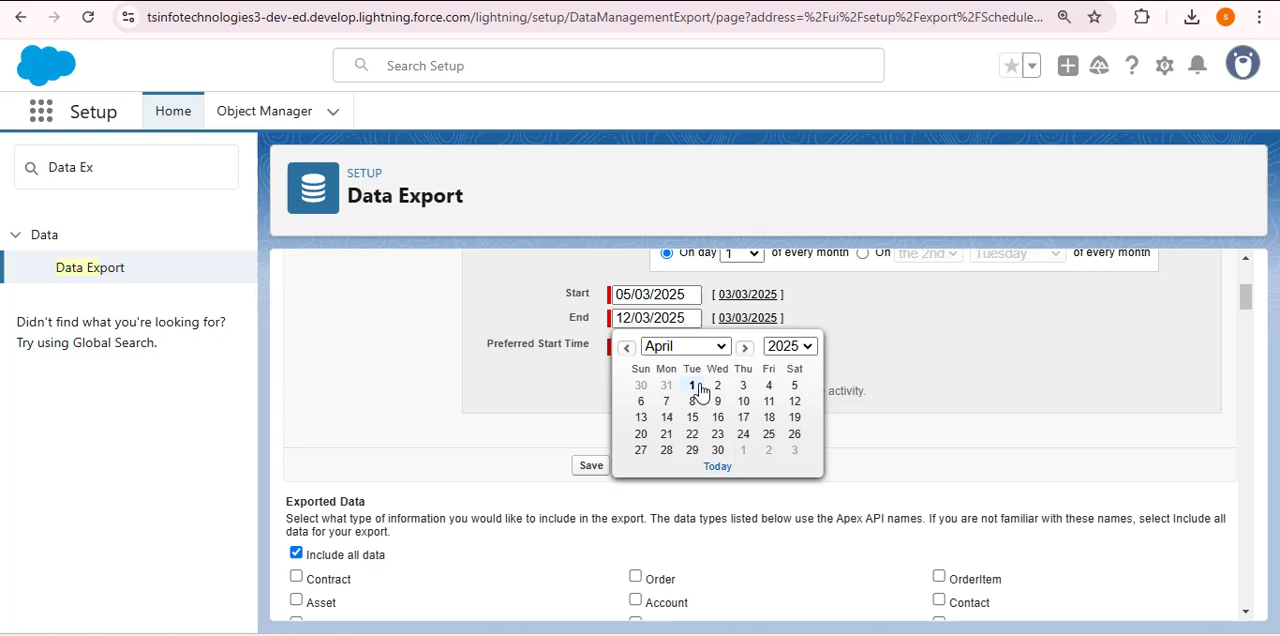 tsinfotechnologies3-dev-ed.develop.lightning.force.com/lightning/setup/DataManagementExport/page?address=%2Fui%2Fsetup%2Fexport%2FSchedule...
S
Search Setup
Setup
Home
Object Manager
Data Ex
SETUP
Data Export
Data
Data Export
Didn't find what you're looking for?
Try using Global Search.
On day 1 of every month On the 2nd Tuesday of every month
Start 05/03/2025 [ 03/03/2025 ]
End 12/03/2025 [ 03/03/2025 ]
Preferred Start Time
April 2025
Sun Mon Tue Wed Thu Fri Sat
30 31 1 2 3 4 5
6 7 8 9 10 11 12
13 14 15 16 17 18 19
20 21 22 23 24 25 26
27 28 29 30 1 2 3
Today
activity.
Save
Exported Data
Select what type of information you would like to include in the export. The data types listed below use the Apex API names. If you are not familiar with these names, select Include all
data for your export.
Include all data
Contract Order OrderItem
Asset Account Contact